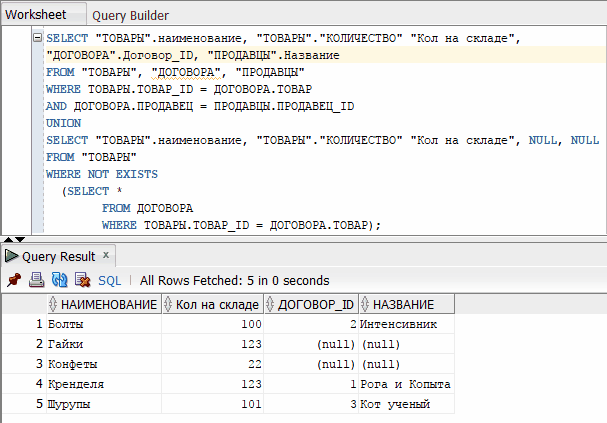 Worksheet Query Builder
SELECT "ТОВАРЫ".наименование, "ТОВАРЫ"."КОЛИЧЕСТВО" "Кол на складе",
"ДОГОВОРА".Договор_ID, "ПРОДАВЦЫ".Название
FROM "ТОВАРЫ", "ДОГОВОРА", "ПРОДАВЦЫ"
WHERE ТОВАРЫ.ТОВАР_ID = ДОГОВОРА.ТОВАР
AND ДОГОВОРА.ПРОДАВЕЦ = ПРОДАВЦЫ.ПРОДАВЕЦ_ID
UNION
SELECT "ТОВАРЫ".наименование, "ТОВАРЫ"."КОЛИЧЕСТВО" "Кол на складе", NULL, NULL
FROM "ТОВАРЫ"
WHERE NOT EXISTS
(SELECT *
FROM ДОГОВОРА
WHERE ТОВАРЫ.ТОВАР_ID = ДОГОВОРА.ТОВАР);
Query Result x
SQL | All Rows Fetched: 5 in 0 seconds
НАИМЕНОВАНИЕ Кол на складе ДОГОВОР_ID НАЗВАНИЕ
1 Болты 100 2 Интенсивник
2 Гайки 123 (null) (null)
3 Конфеты 22 (null) (null)
4 Кренделя 123 1 Рога и Копыта
5 Шурупы 101 3 Кот ученый